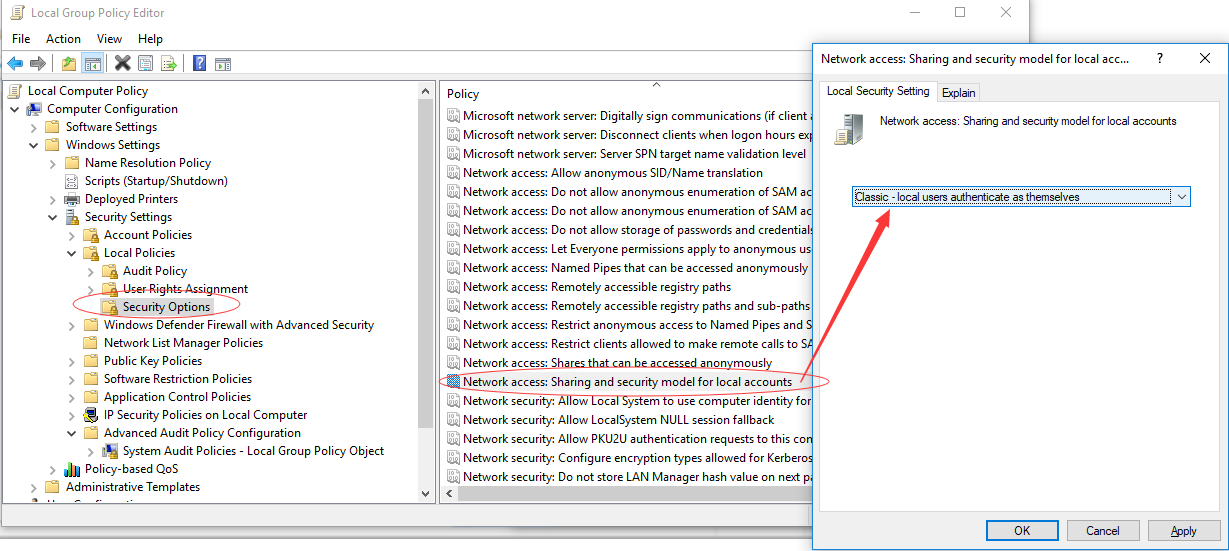 Local Group Policy Editor
File Action View Help
Local Computer Policy
Computer Configuration
Software Settings
Windows Settings
Name Resolution Policy
Scripts (Startup/Shutdown)
Deployed Printers
Security Settings
Account Policies
Local Policies
Audit Policy
User Rights Assignment
Security Options
Windows Defender Firewall with Advanced Security
Network List Manager Policies
Public Key Policies
Software Restriction Policies
Application Control Policies
IP Security Policies on Local Computer
Advanced Audit Policy Configuration
System Audit Policies - Local Group Policy Object
Policy-based QoS
Administrative Templates
Policy
Microsoft network server: Digitally sign communications (if client a
Microsoft network server: Disconnect clients when logon hours exp
Microsoft network server: Server SPN target name validation level
Network access: Allow anonymous SID/Name translation
Network access: Do not allow anonymous enumeration of SAM ac
Network access: Do not allow anonymous enumeration of SAM ac
Network access: Do not allow storage of passwords and credentials
Network access: Let Everyone permissions apply to anonymous us
Network access: Named Pipes that can be accessed anonymously
Network access: Remotely accessible registry paths
Network access: Remotely accessible registry paths and sub-paths
Network access: Restrict anonymous access to Named Pipes and S
Network access: Restrict clients allowed to make remote calls to SA
Network access: Shares that can be accessed anonymously
Network access: Sharing and security model for local accounts
Network security: Allow Local System to use computer identity for
Network security: Allow LocalSystem NULL session fallback
Network security: Allow PKU2U authentication requests to this com
Network security: Configure encryption types allowed for Kerberos
Network security: Do not store LAN Manager hash value on next pa
Network access: Sharing and security model for local acc... ?
Local Security Setting Explain
Network access: Sharing and security model for local accounts
Classic - local users authenticate as themselves
OK Cancel Apply